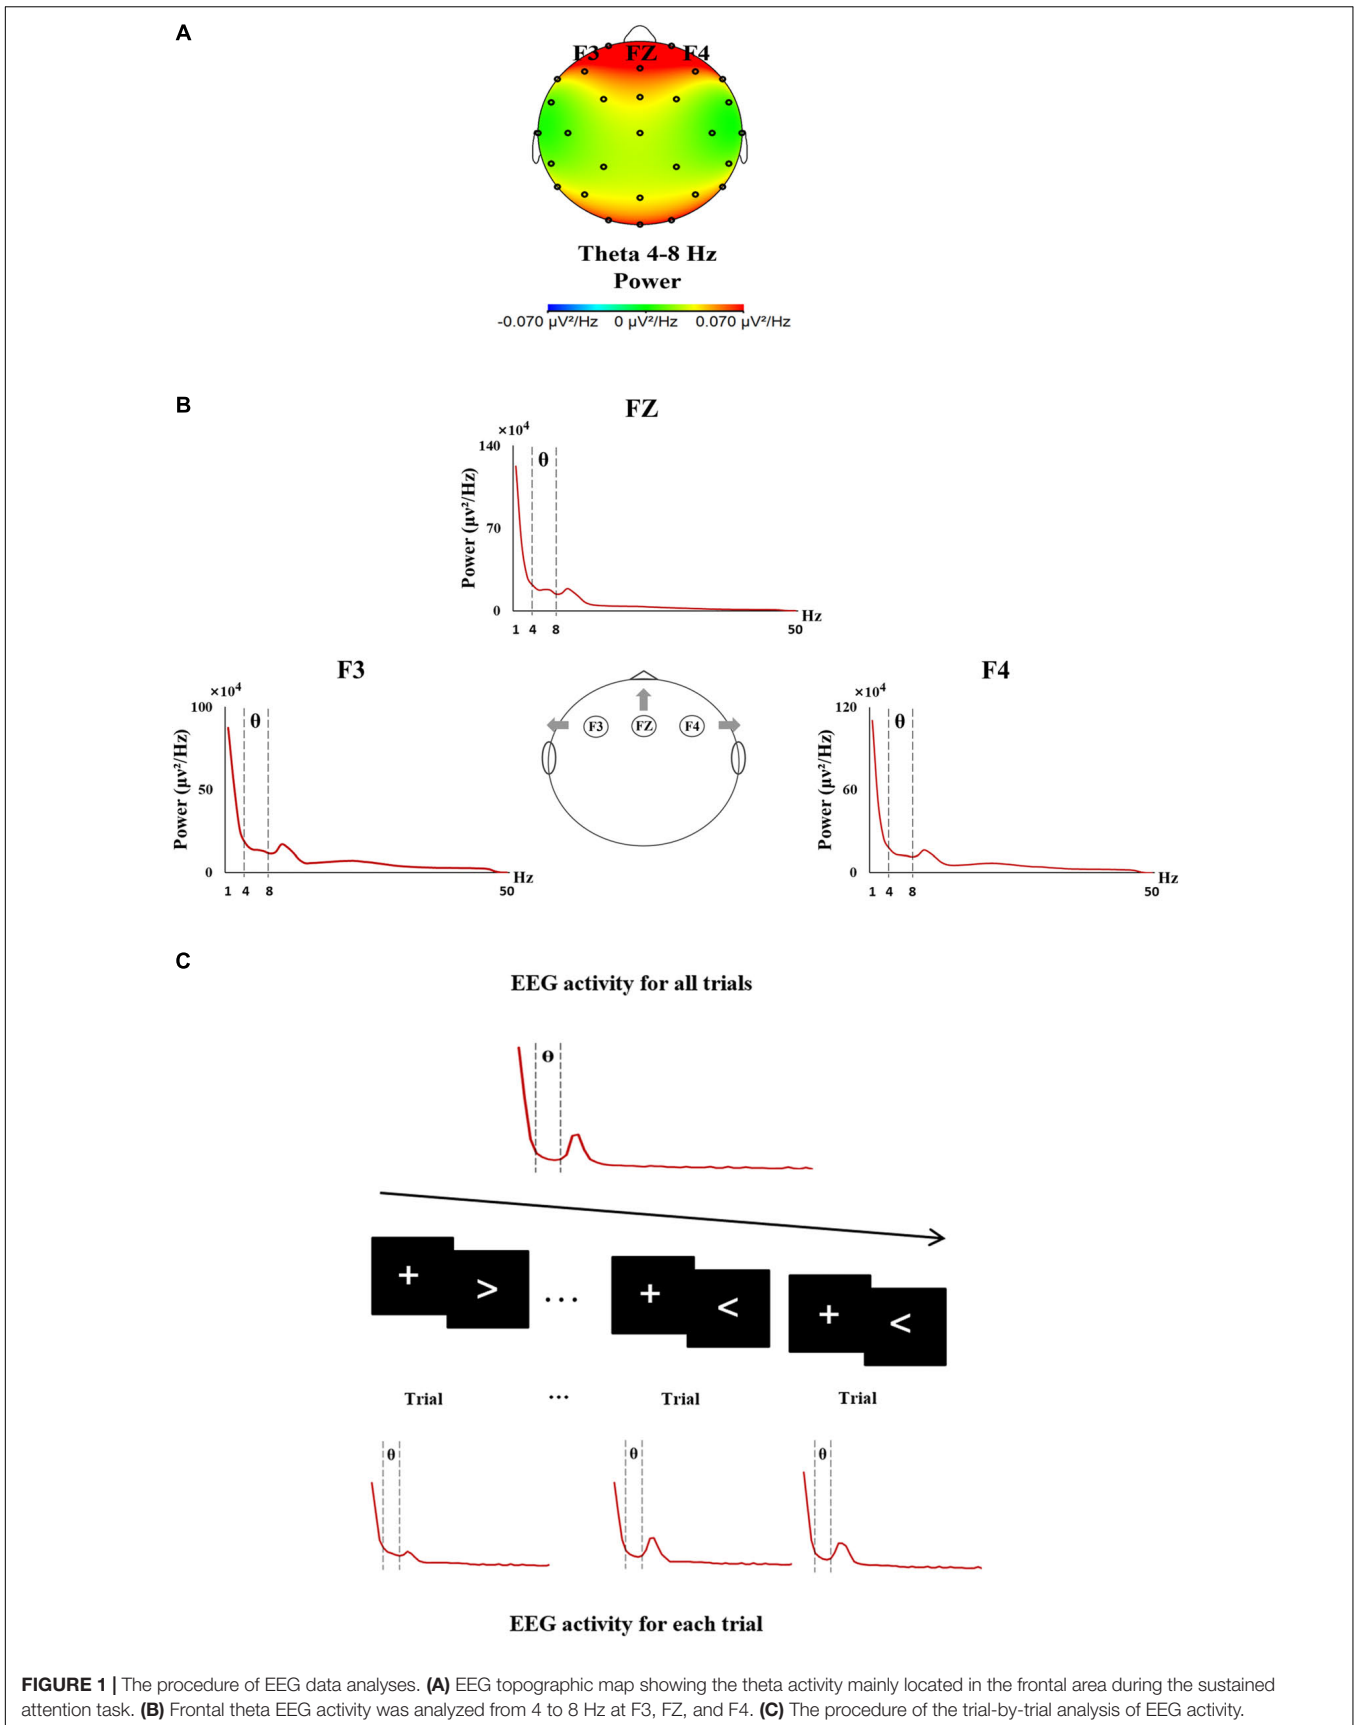 A
F3 FZ F4
Theta 4-8 Hz
Power
-0.070 µV²/Hz 0 µV²/Hz 0.070 µV²/Hz
B
FZ
×10⁴
140
θ
Power (µv²/Hz)
70
0
Hz
1 4 8 50
F3
×10⁴
100
θ
Power (µv²/Hz)
50
0
Hz
1 4 8 50
F3 FZ F4
F4
×10⁴
120
θ
Power (µv²/Hz)
60
0
Hz
1 4 8 50
C
EEG activity for all trials
θ
+ > ... + < + <
Trial ... Trial Trial
θ θ θ
EEG activity for each trial
FIGURE 1 | The procedure of EEG data analyses. (A) EEG topographic map showing the theta activity mainly located in the frontal area during the sustained
attention task. (B) Frontal theta EEG activity was analyzed from 4 to 8 Hz at F3, FZ, and F4. (C) The procedure of the trial-by-trial analysis of EEG activity.